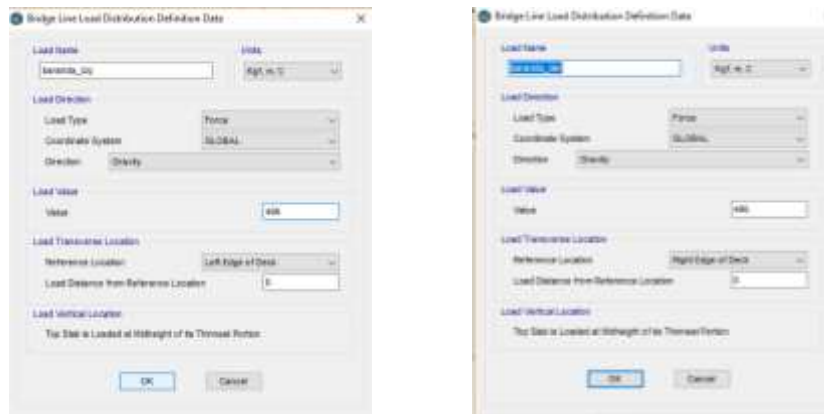 Bridge Line Load Distribution Definition Data
Load Name
Units
baranda_izq
Kgf, m, C
Load Direction
Load Type
Force
Coordinate System
GLOBAL
Direction
Gravity
Load Value
Value
Load Transverse Location
Reference Location
Left Edge of Deck
Load Distance from Reference Location
0
Load Vertical Location
Top Slab is Loaded at Midheight of its Thinnest Portion
OK
Cancel
Bridge Line Load Distribution Definition Data
Load Name
Units
Kgf, m, C
Load Direction
Load Type
Force
Coordinate System
GLOBAL
Direction
Gravity
Load Value
Value
Load Transverse Location
Reference Location
Right Edge of Deck
Load Distance from Reference Location
0
Load Vertical Location
Top Slab is Loaded at Midheight of its Thinnest Portion
OK
Cancel